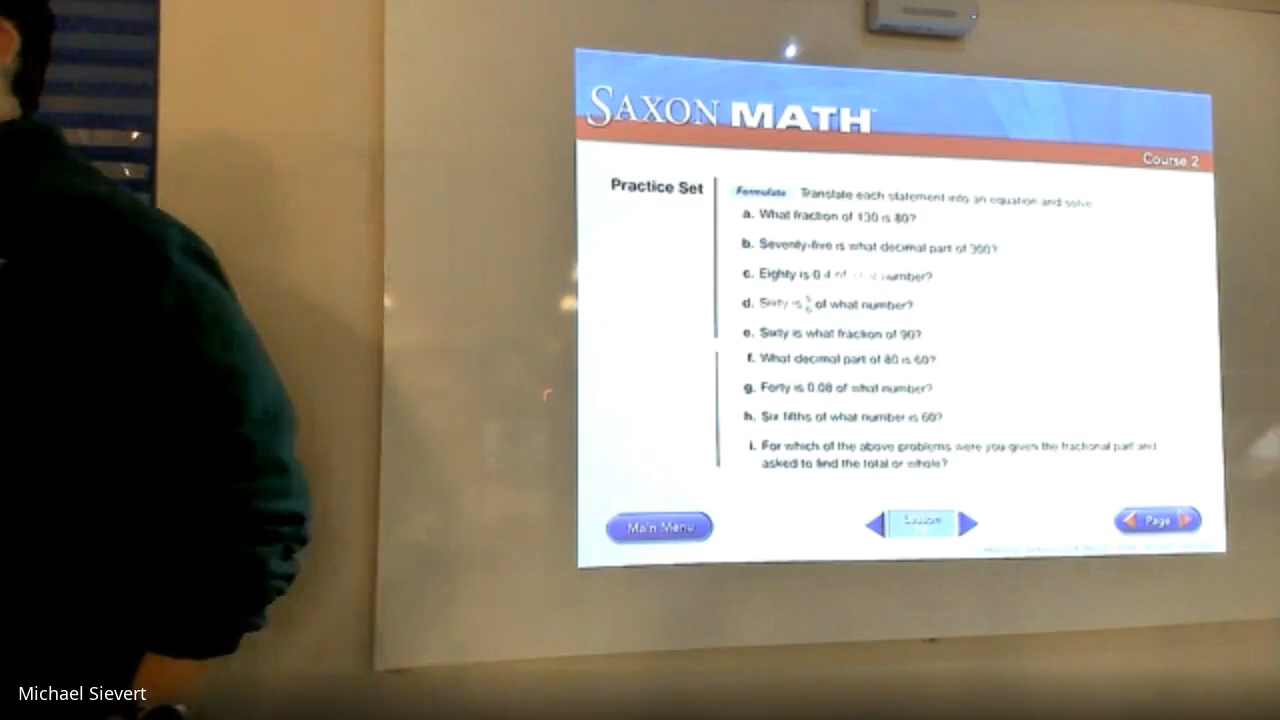 SAXON MATH
Course 2
Practice Set
Formulate Translate each statement into an equation and solve.
a. What fraction of 130 is 80?
b. Seventy-five is what decimal part of 300?
c. Eighty is 0.4 of what number?
d. Sixty is 5/6 of what number?
e. Sixty is what fraction of 90?
f. What decimal part of 80 is 60?
g. Forty is 0.08 of what number?
h. Six fifths of what number is 60?
i. For which of the above problems were you given the fractional part and
asked to find the total or whole?
Main Menu
Lesson
Page
Michael Sievert